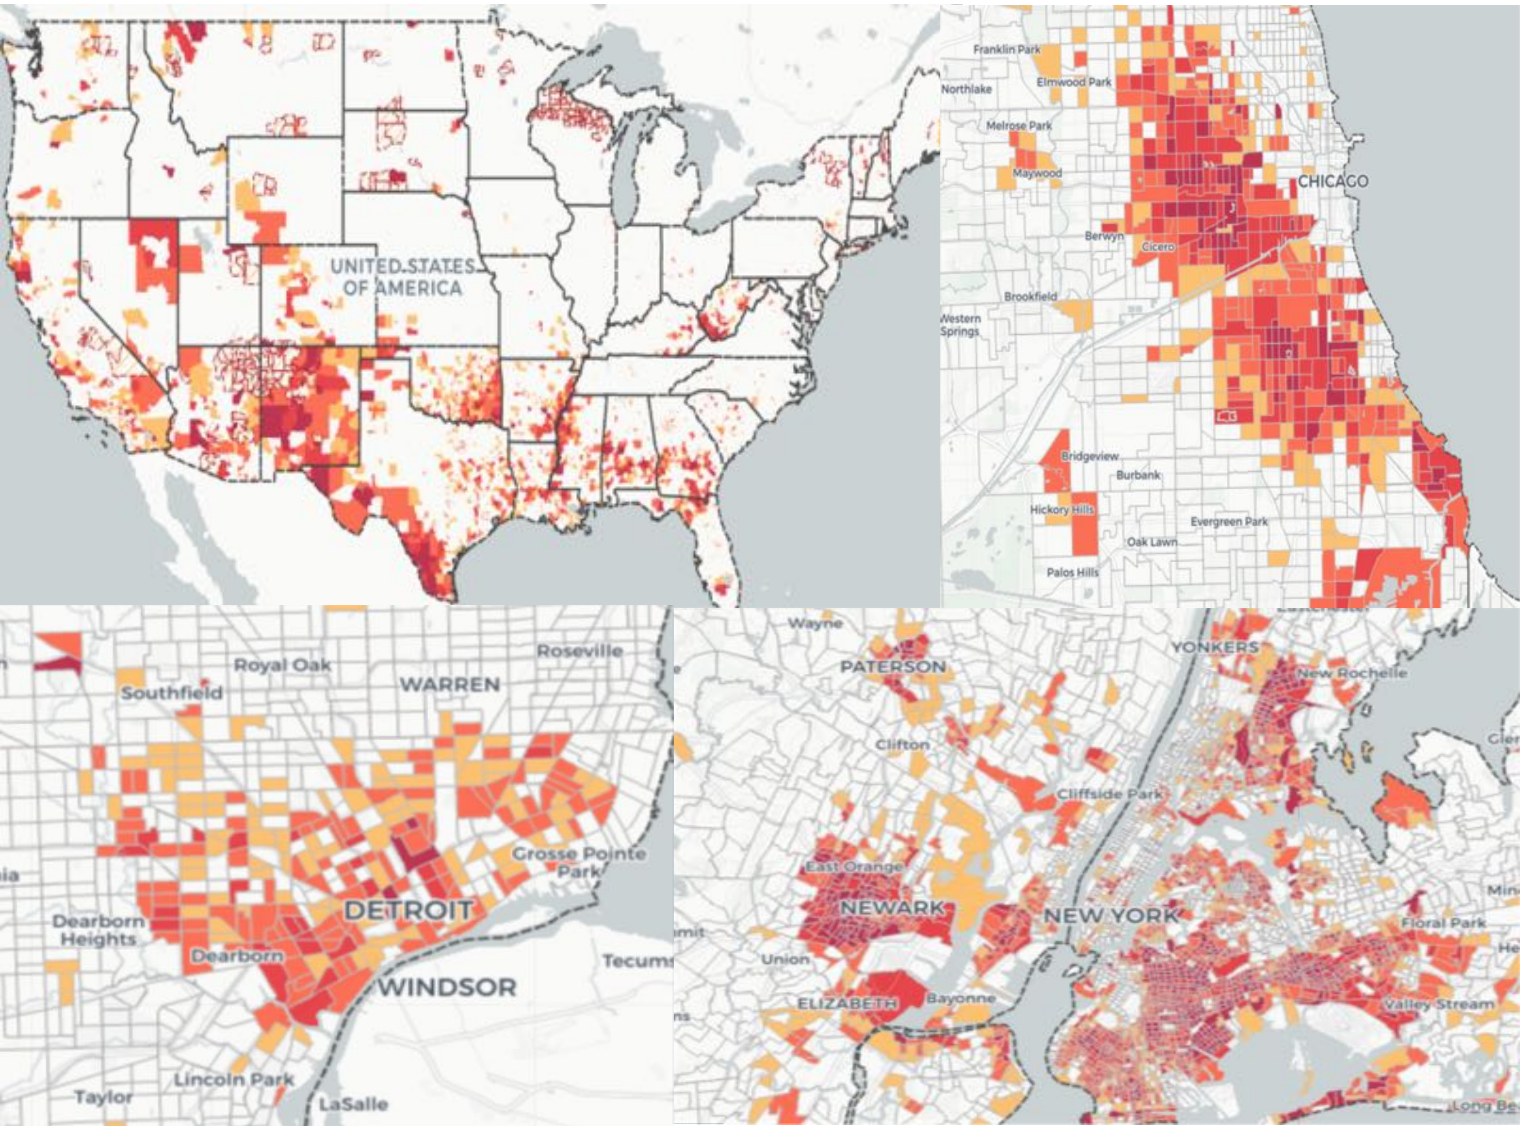 UNITED STATES
OF AMERICA
Franklin Park
Northlake
Elmwood Park
Melrose Park
Maywood
CHICAGO
Berwyn
Cicero
Brookfield
Western
Springs
Bridgeview
Burbank
Hickory Hills
Evergreen Park
Oak Lawn
Palos Hills
Royal Oak
Roseville
Southfield
WARREN
Grosse Pointe
Park
DETROIT
Dearborn
Heights
Dearborn
WINDSOR
Tecums
Lincoln Park
Taylor
LaSalle
Wayne
YONKERS
PATERSON
New Rochelle
Clifton
Cliffside Park
East Orange
NEWARK
NEW YORK
Floral Park
Union
ELIZABETH
Bayonne
Valley Stream
Long Be